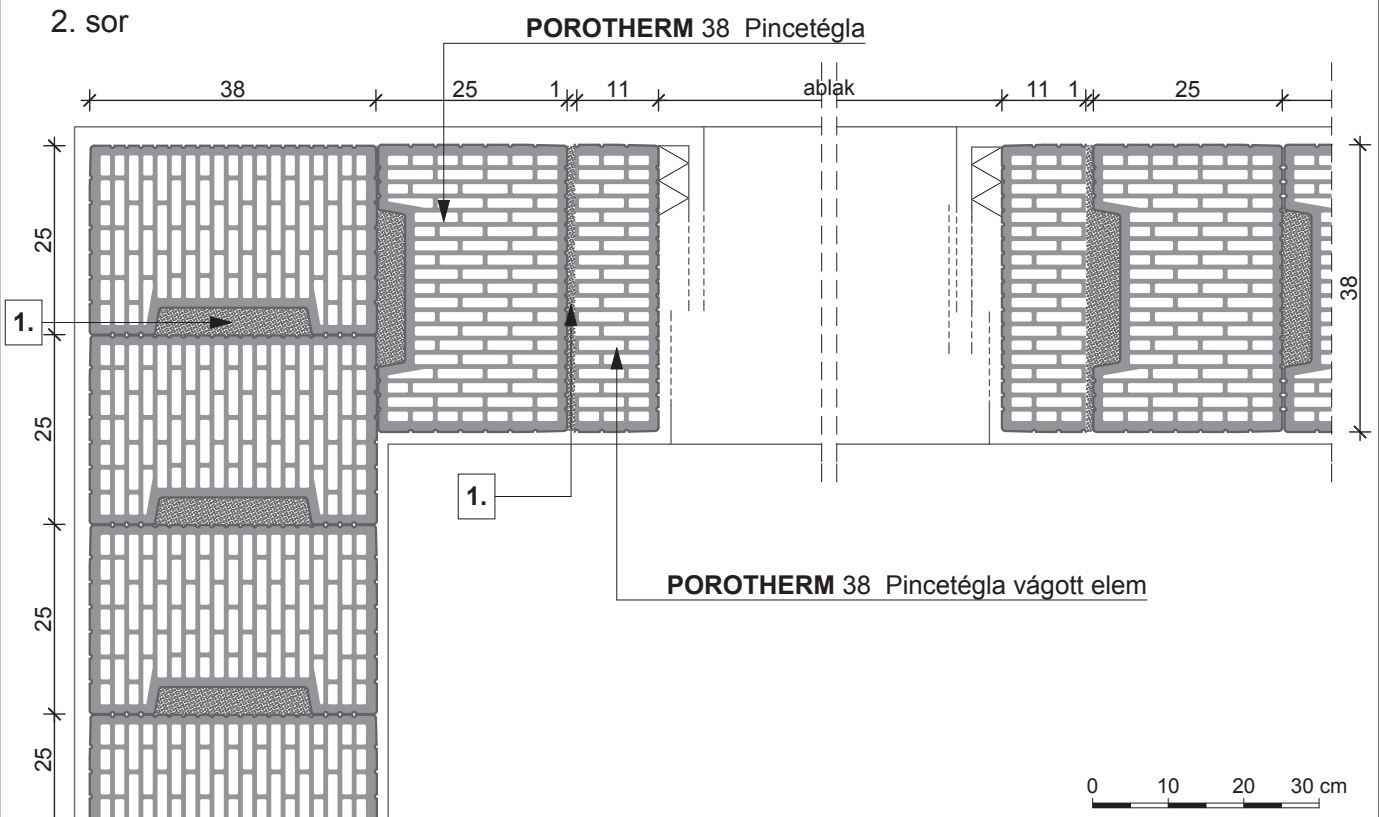 2. sor
POROTHERM 38 Pincetégla
38 25 1 11 ablak 11 1 25
25
1.
38
25
1.
POROTHERM 38 Pincetégla vágott elem
25
25
0 10 20 30 cm